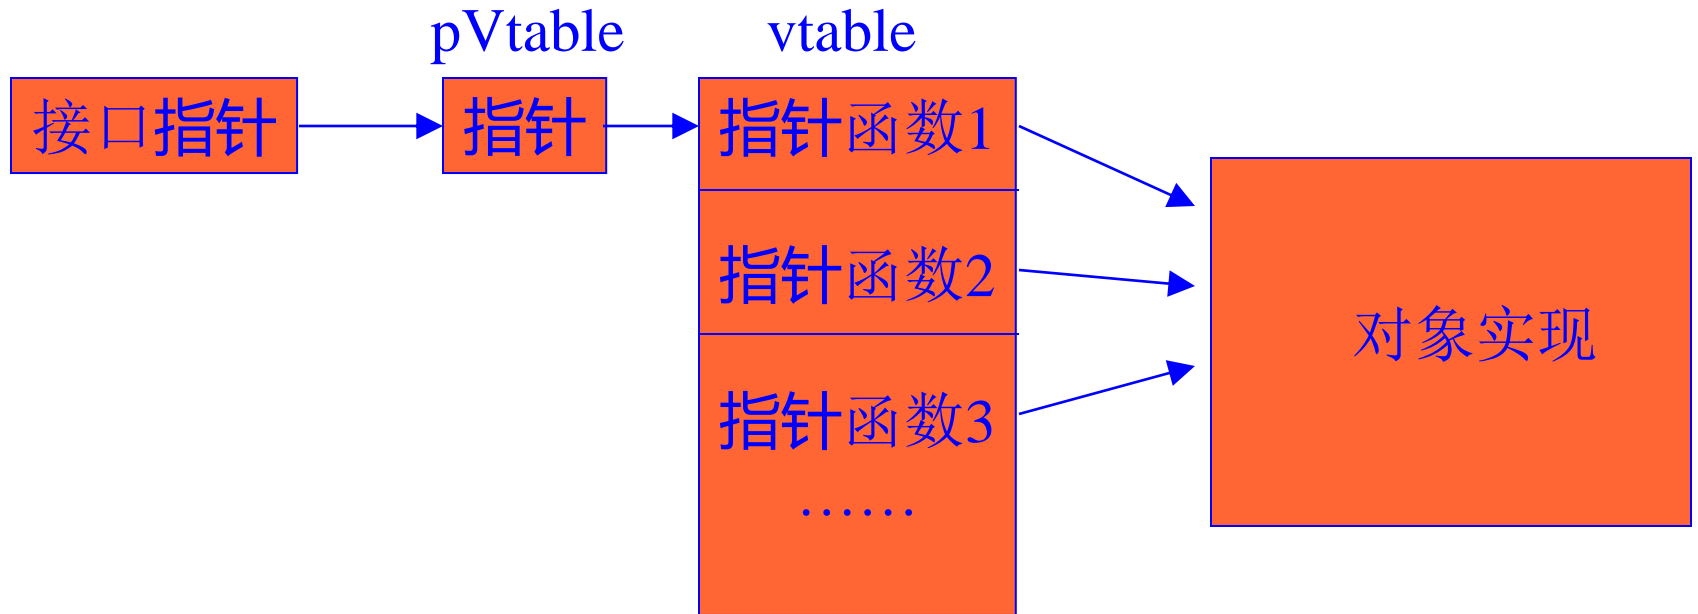 pVtable
vtable
接口指针
指针
指针函数1
指针函数2
对象实现
指针函数3
……